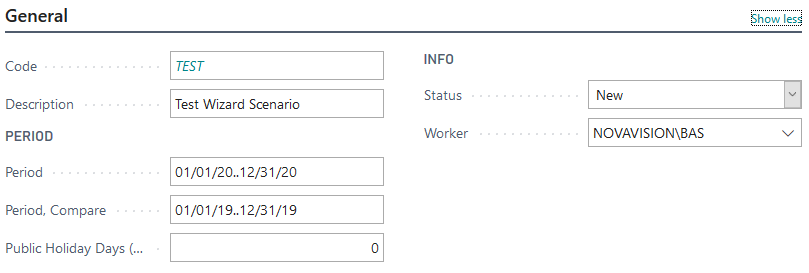 General
Show less
Code
TEST
Description
Test Wizard Scenario
PERIOD
Period
01/01/20..12/31/20
Period, Compare
01/01/19..12/31/19
Public Holiday Days (...
0
INFO
Status
New
Worker
NOVAVISION\BAS